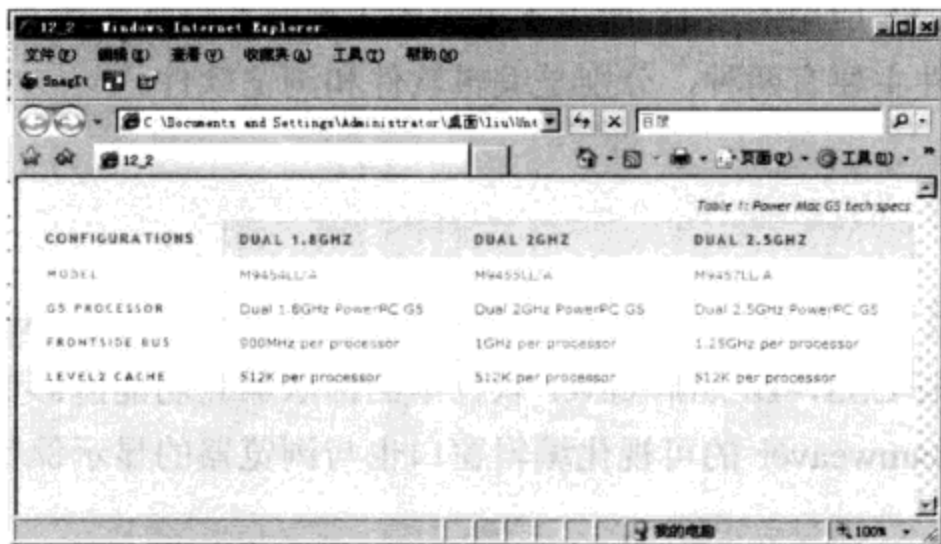 12_2 - Windows Internet Explorer
文件(F) 编辑(E) 查看(V) 收藏夹(A) 工具(T) 帮助(H)
SnagIt
C:\Documents and Settings\Administrator\桌面\liu\Unt 百度
12_2 页面(P) 工具(O)
Table 1: Power Mac G5 tech specs
CONFIGURATIONS DUAL 1.8GHZ DUAL 2GHZ DUAL 2.5GHZ
MODEL M9454LL/A M9455LL/A M9457LL/A
G5 PROCESSOR Dual 1.8GHz PowerPC G5 Dual 2GHz PowerPC G5 Dual 2.5GHz PowerPC G5
FRONTSIDE BUS 900MHz per processor 1GHz per processor 1.25GHz per processor
LEVEL2 CACHE 512K per processor 512K per processor 512K per processor
我的电脑 100%